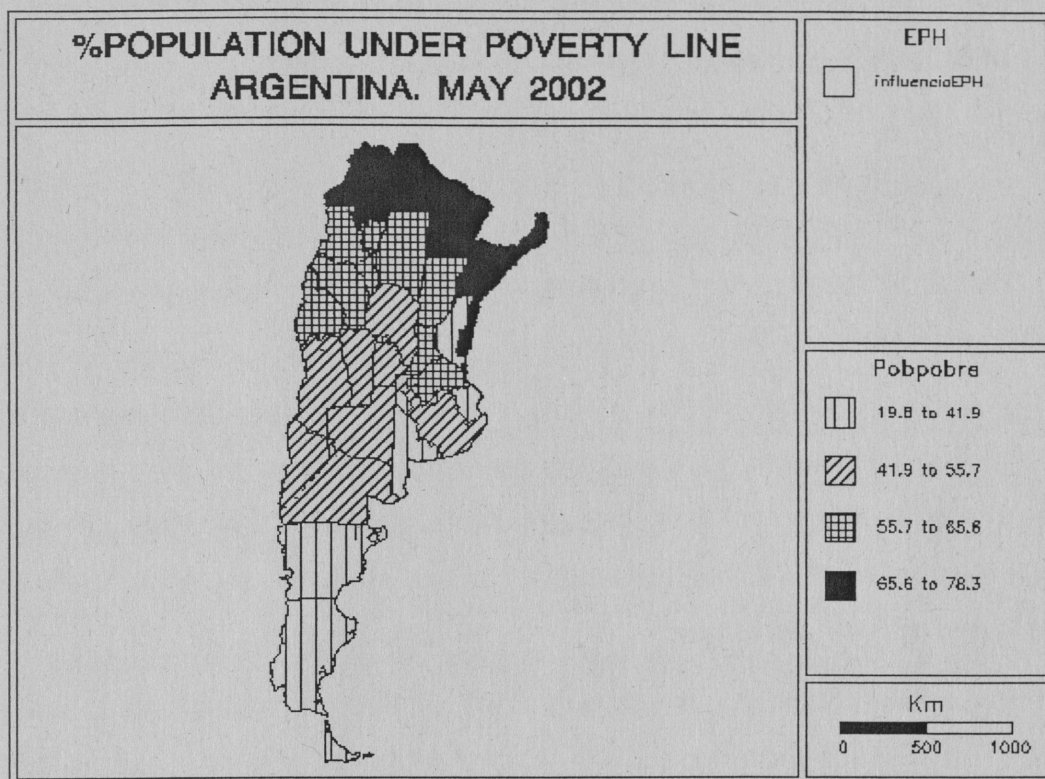 %POPULATION UNDER POVERTY LINE
ARGENTINA. MAY 2002
EPH
influenciaEPH
Pobpobre
19.8 to 41.9
41.9 to 55.7
55.7 to 65.6
65.6 to 78.3
Km
0 500 1000